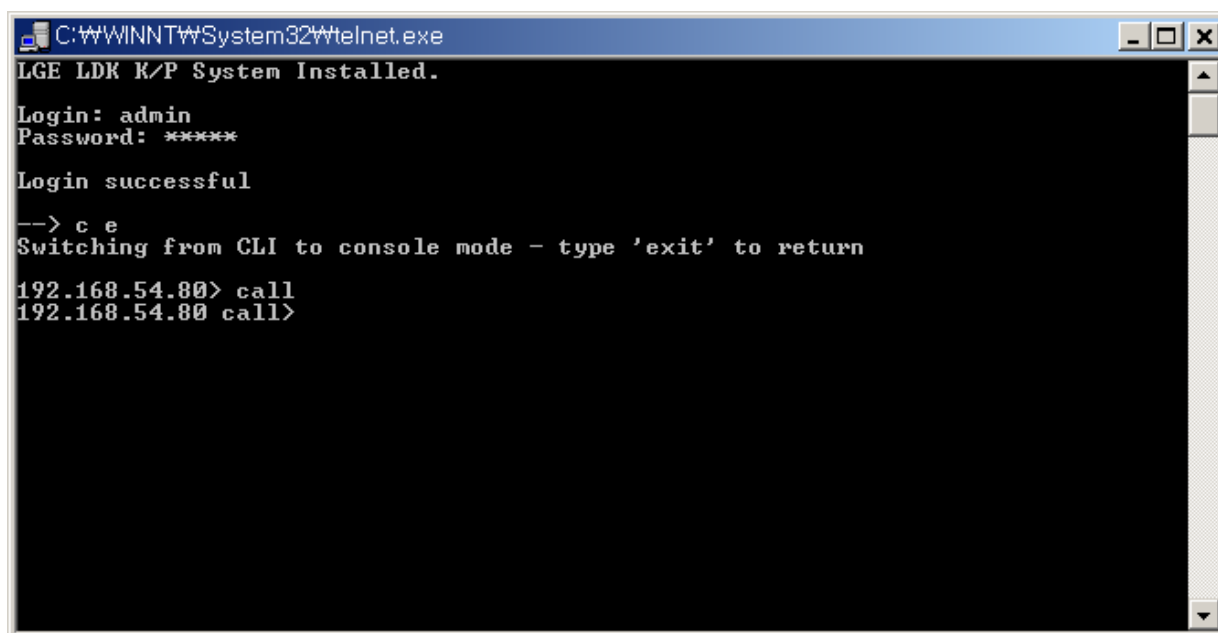 C:₩WINNT₩System32₩telnet.exe
LGE LDK K/P System Installed.
Login: admin
Password: *****
Login successful
--> c e
Switching from CLI to console mode - type 'exit' to return
192.168.54.80> call
192.168.54.80 call>